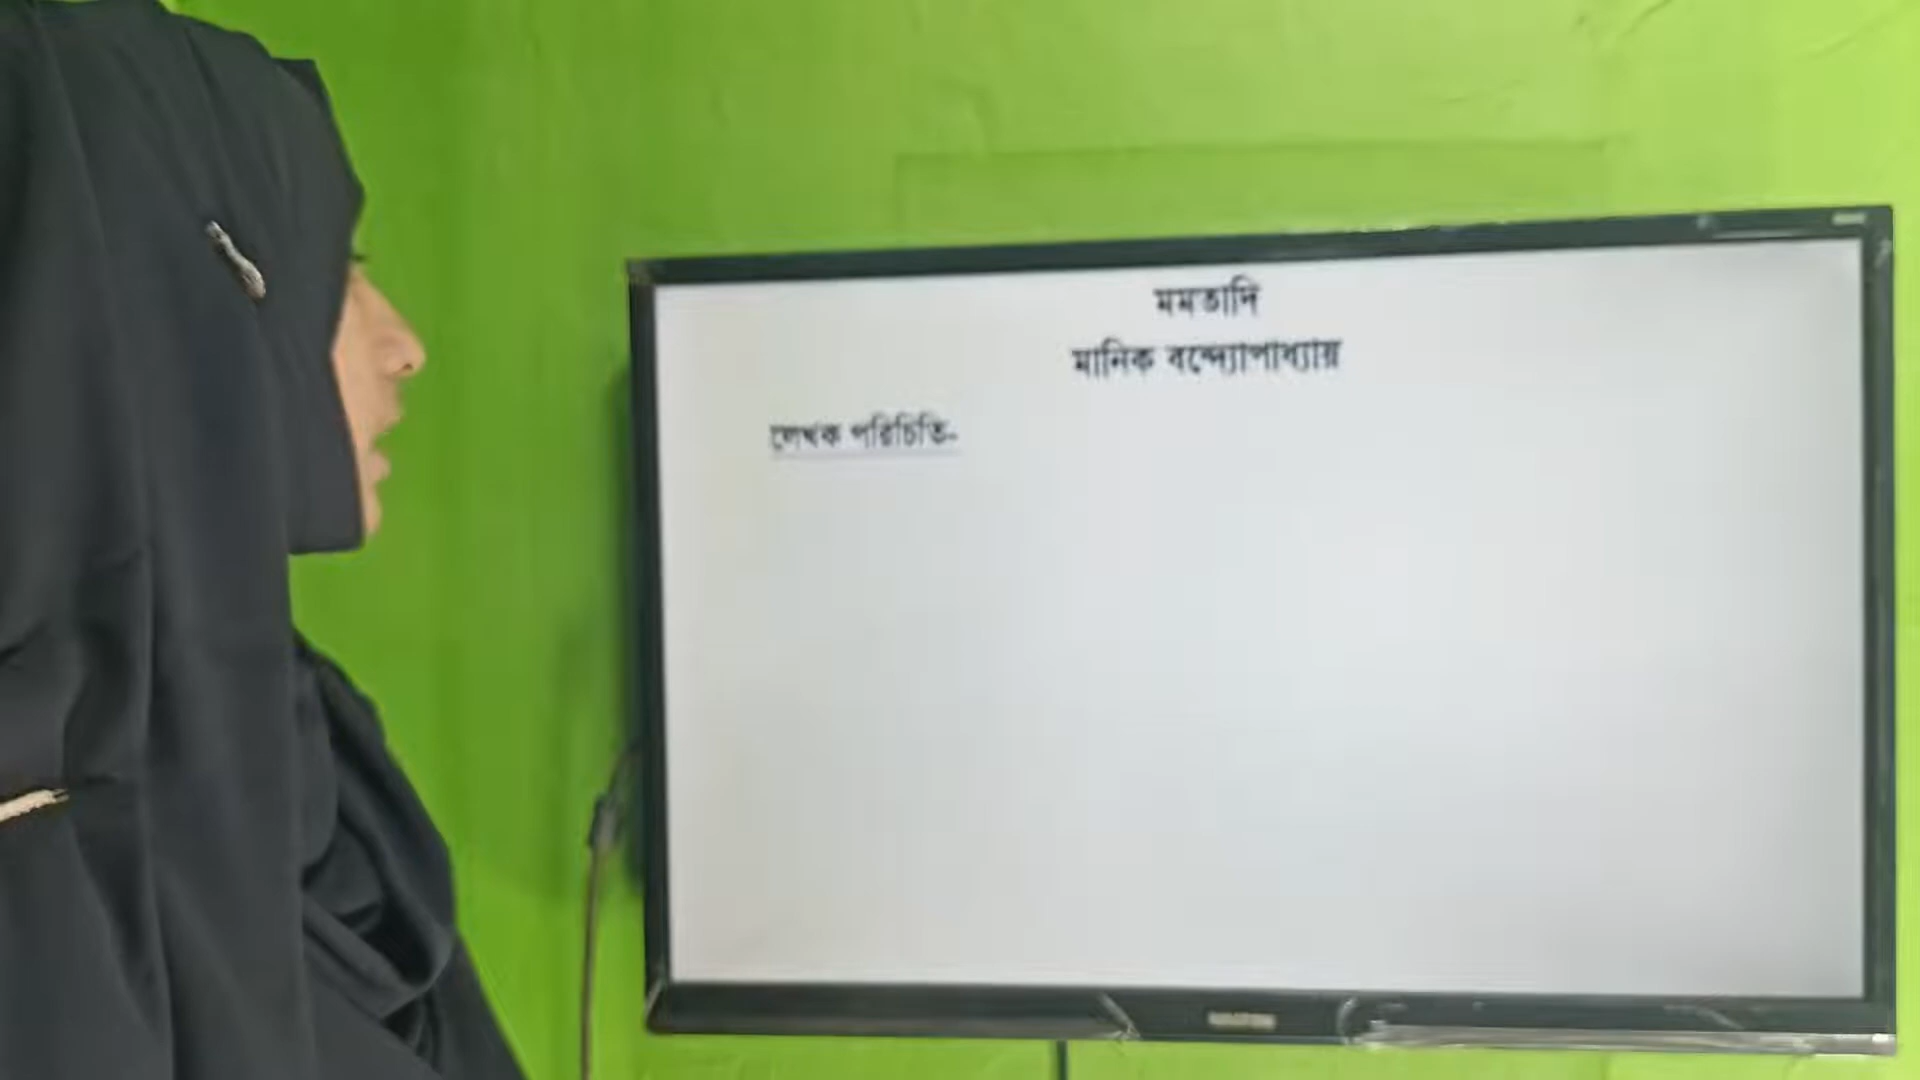 মমতাদি
মানিক বন্দ্যোপাধ্যায়
লেখক পরিচিতি-